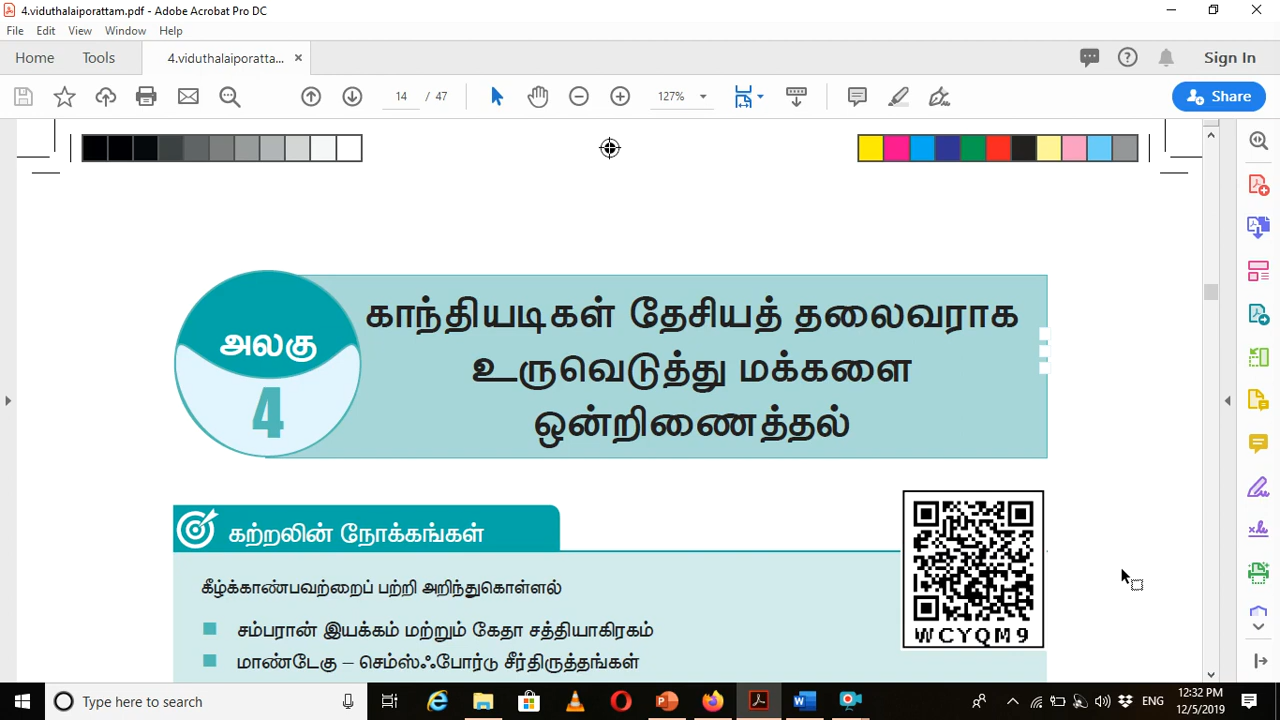 4.viduthalaiporattam.pdf - Adobe Acrobat Pro DC
File Edit View Window Help
Home Tools 4.viduthalaiporatta... ×
? Sign In
14 / 47 127% Share
அலகு
4
காந்தியடிகள் தேசியத் தலைவராக
உருவெடுத்து மக்களை
ஒன்றிணைத்தல்
கற்றலின் நோக்கங்கள்
WCYQM9
கீழ்க்காண்பவற்றைப் பற்றி அறிந்துகொள்ளல்
சம்பரான் இயக்கம் மற்றும் கேதா சத்தியாகிரகம்
மாண்டேகு – செம்ஸ்ஃபோர்டு சீர்திருத்தங்கள்
Type here to search
ENG
12:32 PM
12/5/2019